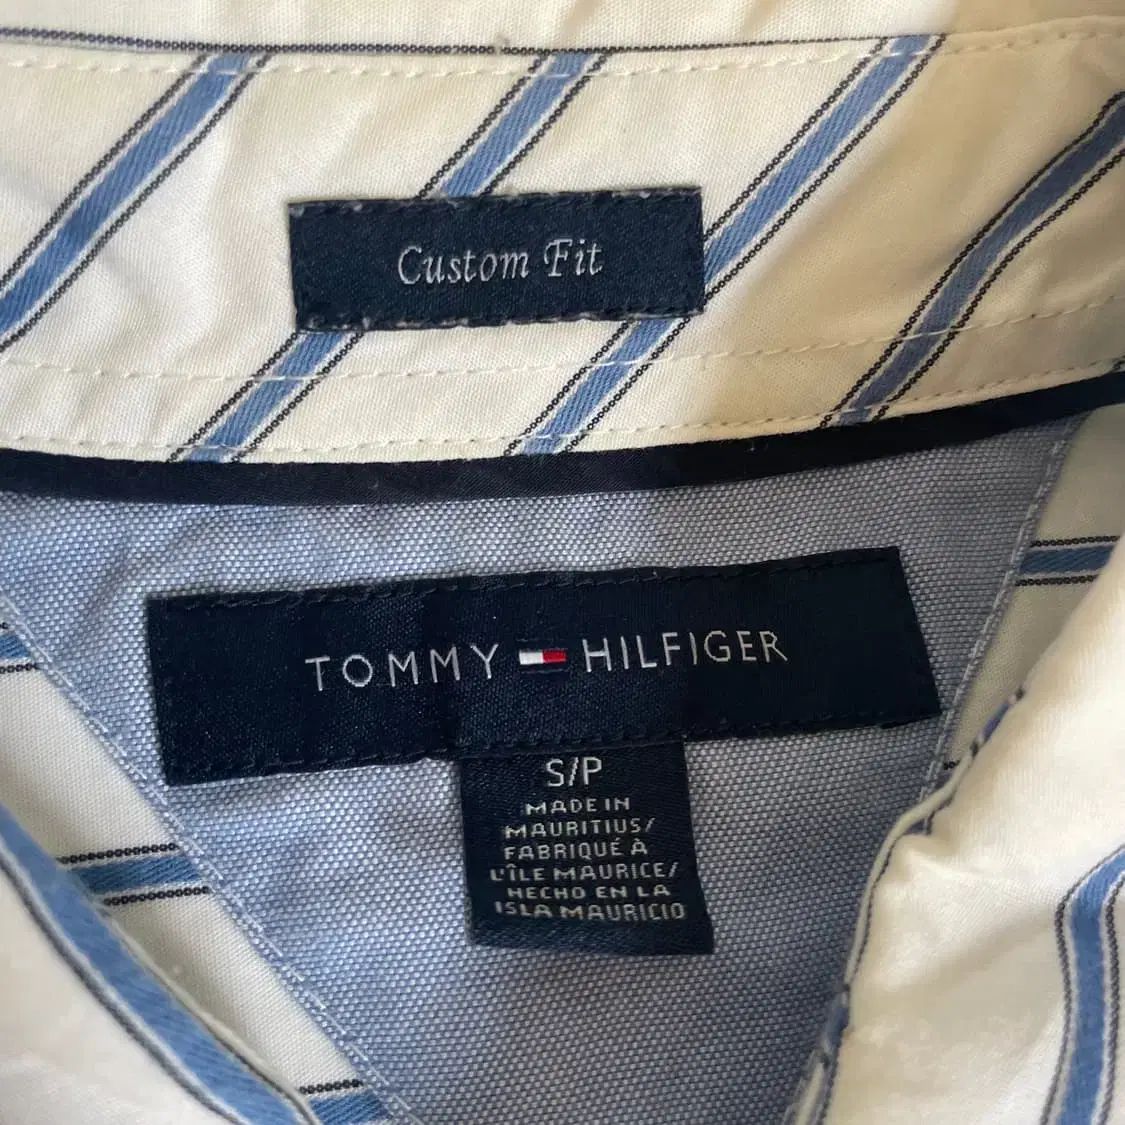 Custom Fit
TOMMY HILFIGER
S/P
MADE IN
MAURITIUS/
FABRIQUÉ À
L'ÎLE MAURICE/
HECHO EN LA
ISLA MAURICIO